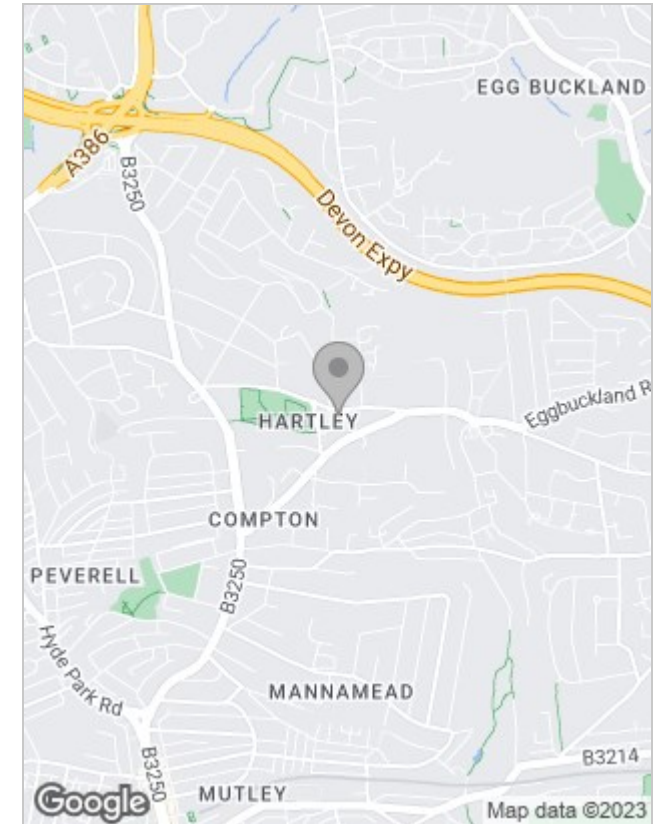 EGG BUCKLAND
A386
B3250
Devon Expy
Eggbuckland R
HARTLEY
COMPTON
PEVERELL
B3250
Hyde Park Rd
MANNAMEAD
B3250
B3214
MUTLEY
Google
Map data ©2023